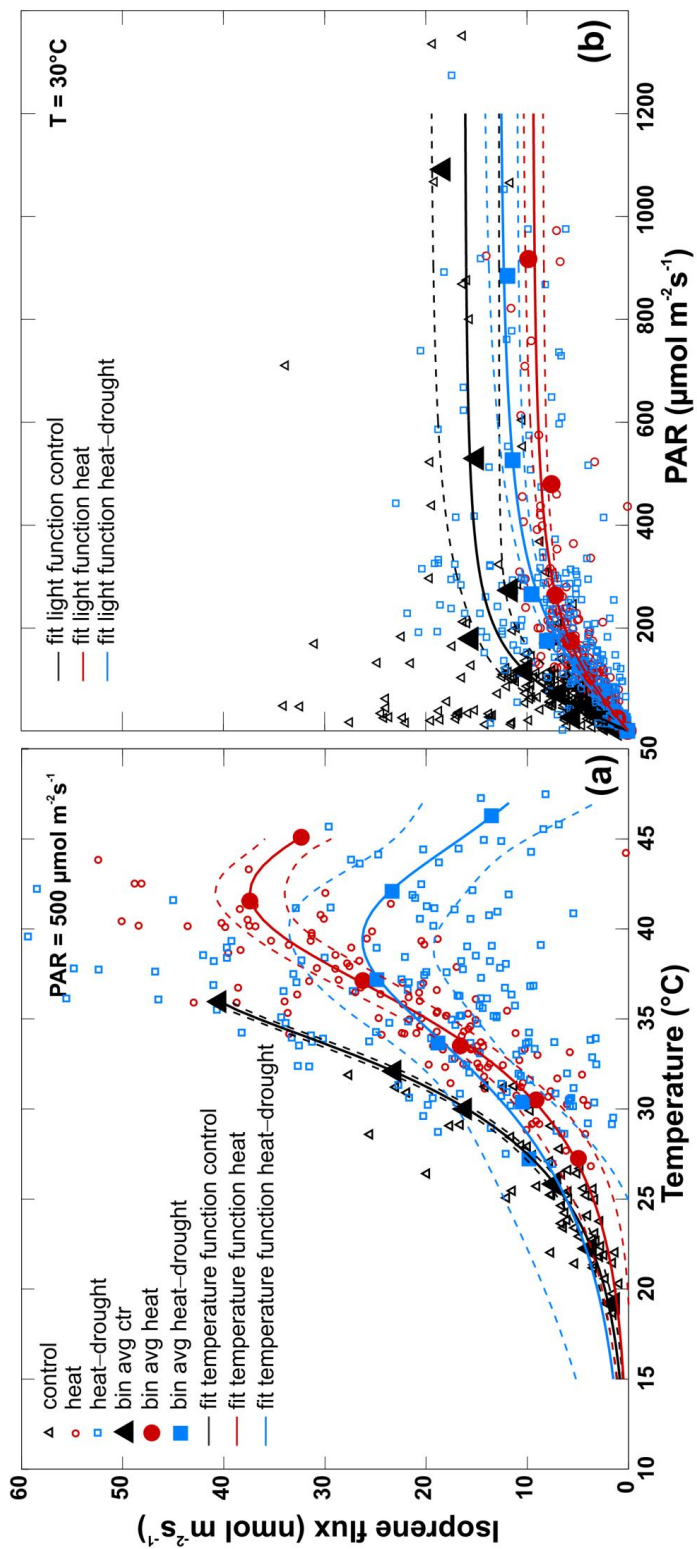 Isoprene flux (nmol m⁻²s⁻¹)
60
50
40
30
20
10
0
PAR = 500 µmol m⁻²s⁻¹
control
heat
heat–drought
bin avg ctr
bin avg heat
bin avg heat–drought
fit temperature function control
fit temperature function heat
fit temperature function heat–drought
(a)
10
15
20
25
30
35
40
45
50
Temperature (°C)
T = 30°C
fit light function control
fit light function heat
fit light function heat–drought
(b)
200
400
600
800
1000
1200
PAR (µmol m⁻²s⁻¹)